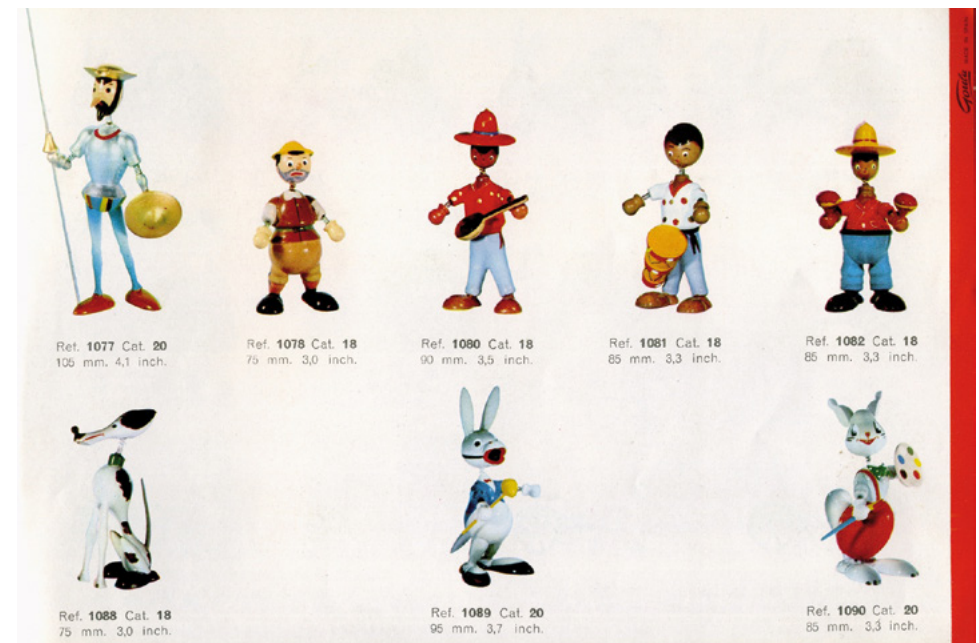 Goula
Ref. 1077 Cat. 20
105 mm. 4,1 inch.
Ref. 1078 Cat. 18
75 mm. 3,0 inch.
Ref. 1080 Cat. 18
90 mm. 3,5 inch.
Ref. 1081 Cat. 18
85 mm. 3,3 inch.
Ref. 1082 Cat. 18
85 mm. 3,3 inch.
Ref. 1088 Cat. 18
75 mm. 3,0 inch.
Ref. 1089 Cat. 20
95 mm. 3,7 inch.
Ref. 1090 Cat. 20
85 mm. 3,3 inch.